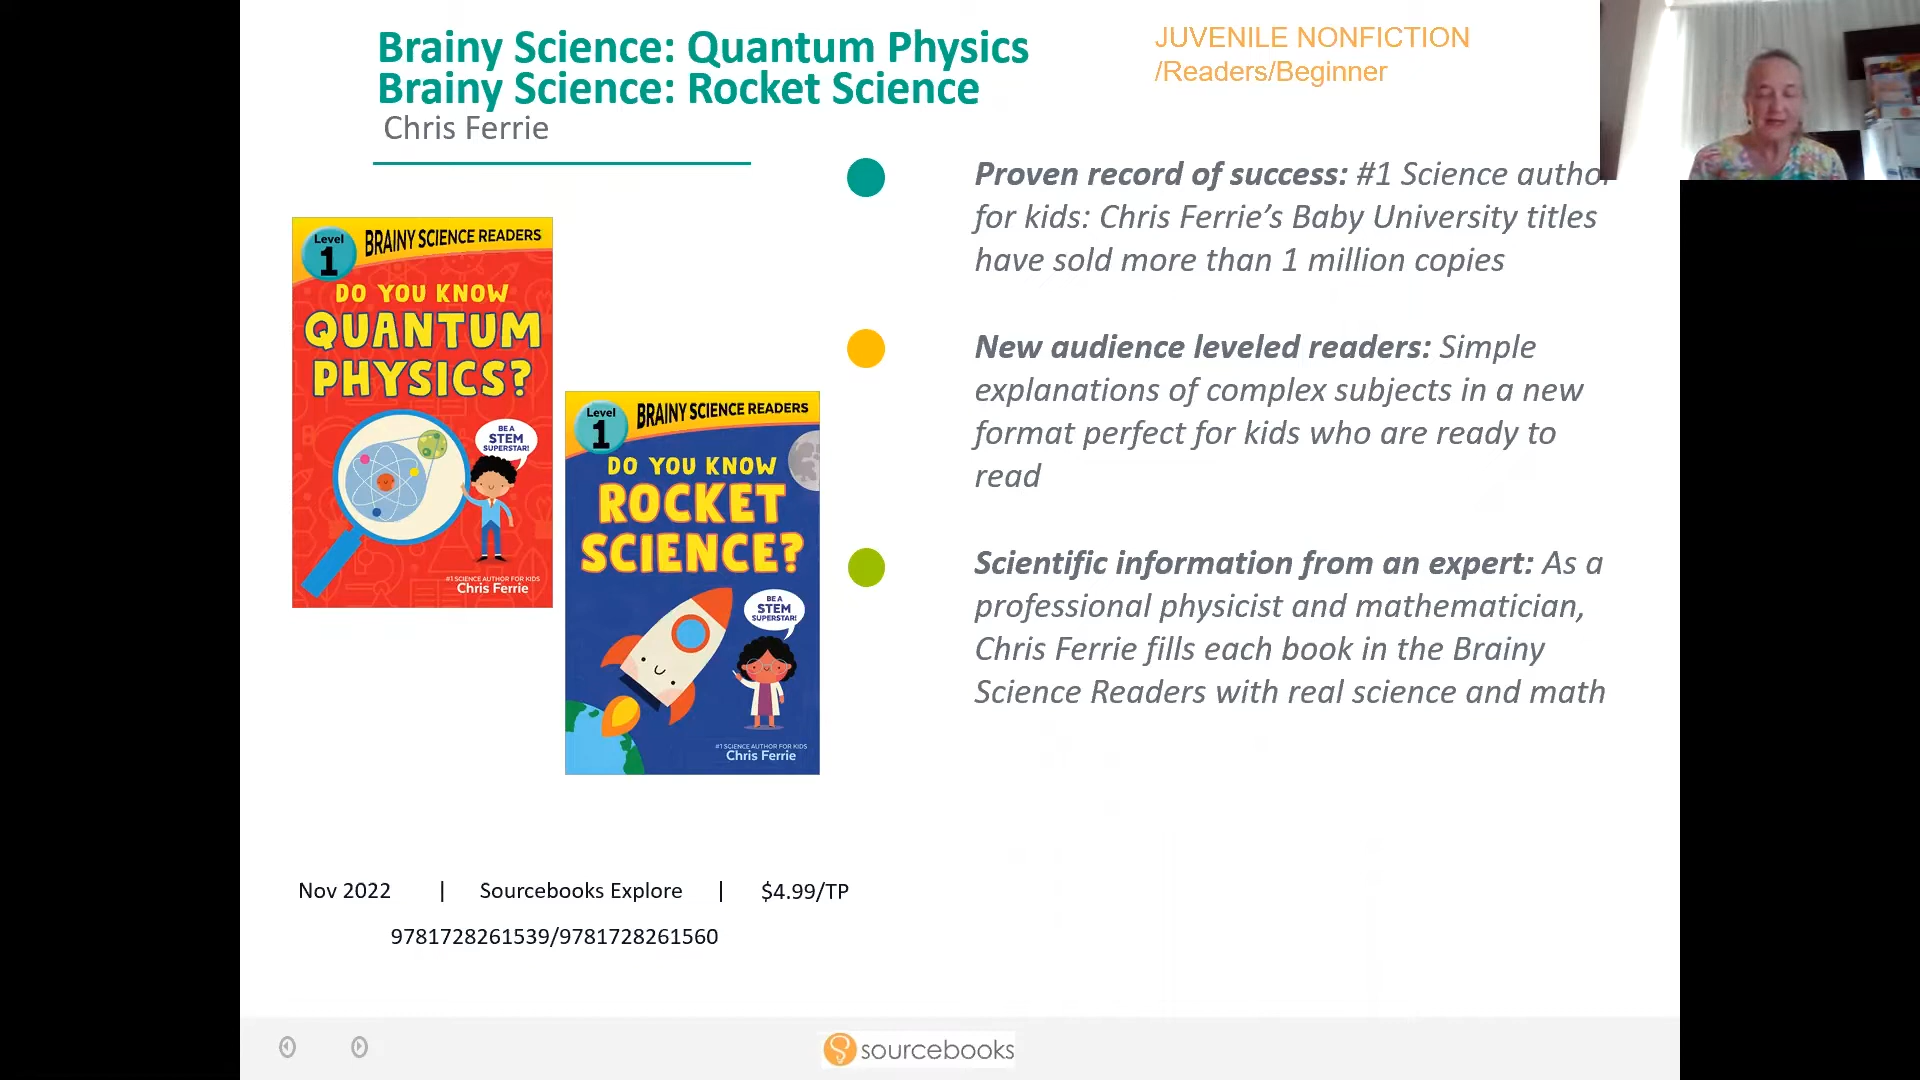 Brainy Science: Quantum Physics
Brainy Science: Rocket Science
Chris Ferrie
JUVENILE NONFICTION
/Readers/Beginner
Level
1
BRAINY SCIENCE READERS
DO YOU KNOW
QUANTUM
PHYSICS?
BE A
STEM
SUPERSTAR!
#1 SCIENCE AUTHOR FOR KIDS
Chris Ferrie
Level
1
BRAINY SCIENCE READERS
DO YOU KNOW
ROCKET
SCIENCE?
BE A
STEM
SUPERSTAR!
#1 SCIENCE AUTHOR FOR KIDS
Chris Ferrie
Proven record of success: #1 Science author
for kids: Chris Ferrie’s Baby University titles
have sold more than 1 million copies
New audience leveled readers: Simple
explanations of complex subjects in a new
format perfect for kids who are ready to
read
Scientific information from an expert: As a
professional physicist and mathematician,
Chris Ferrie fills each book in the Brainy
Science Readers with real science and math
Nov 2022 | Sourcebooks Explore | $4.99/TP
9781728261539/9781728261560
sourcebooks